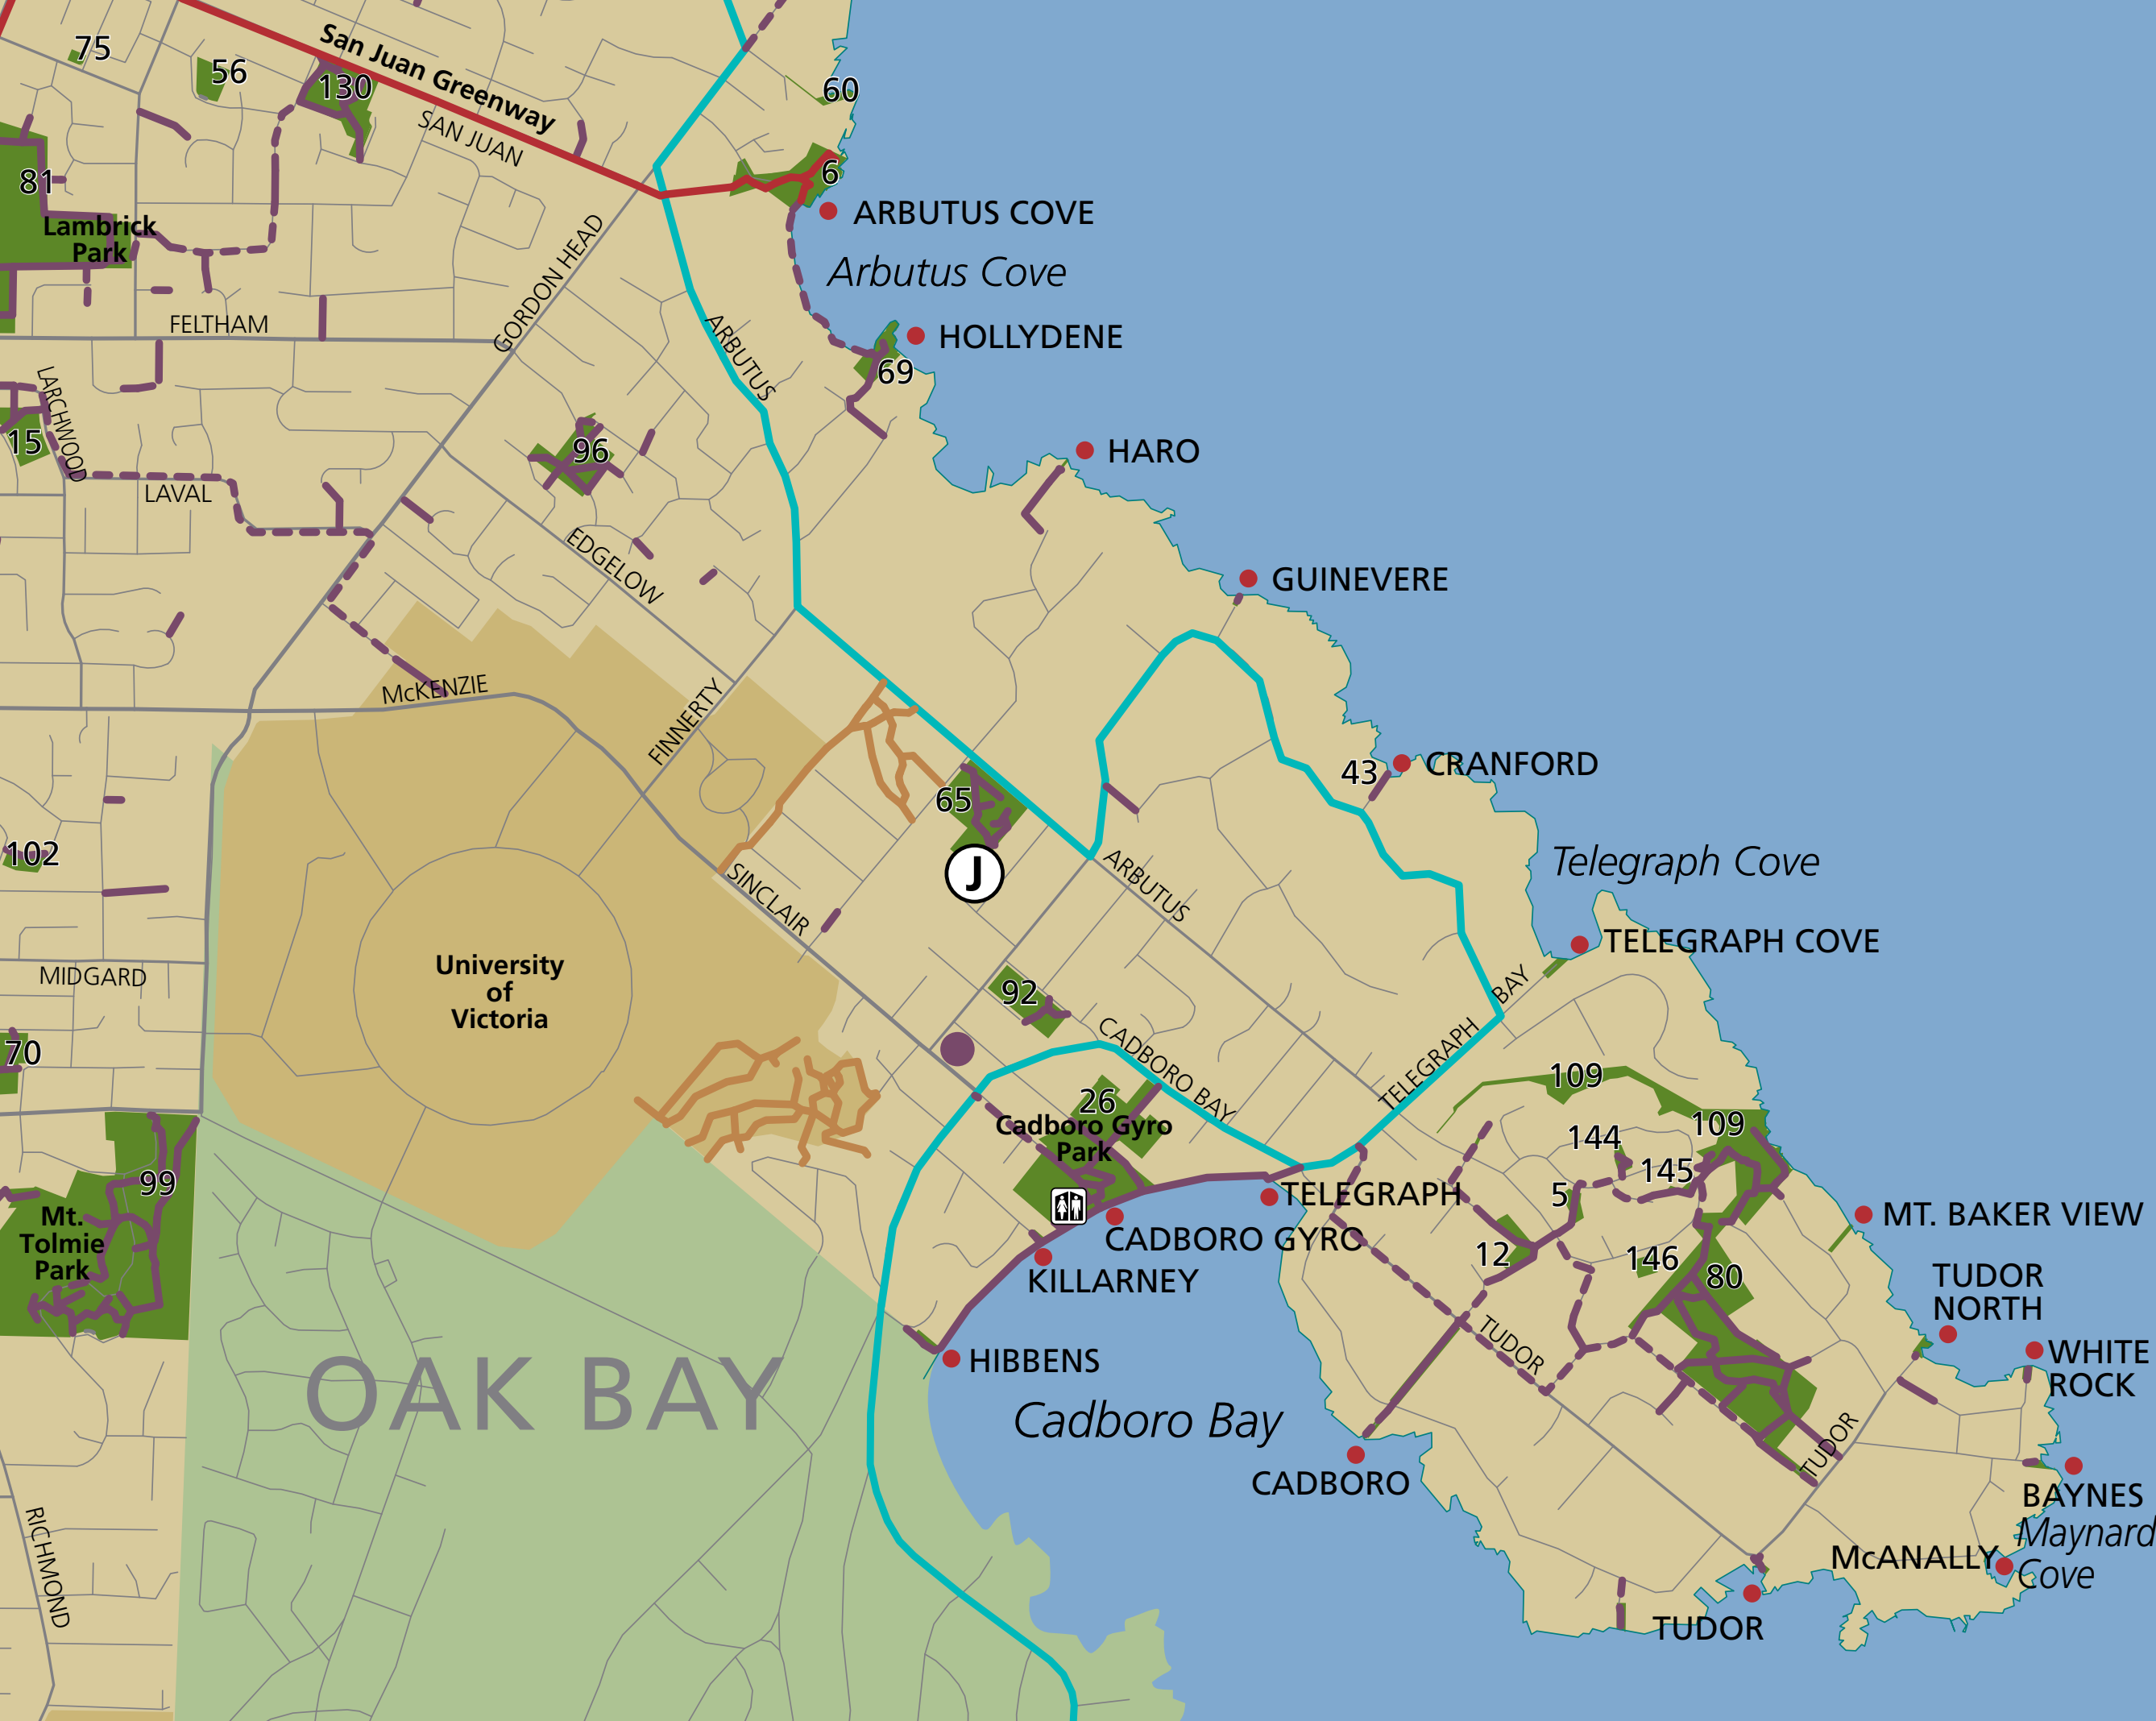 75
56
130
San Juan Greenway
SAN JUAN
60
6
81
Lambrick
Park
ARBUTUS COVE
Arbutus Cove
GORDON HEAD
FELTHAM
ARBUTUS
HOLLYDENE
69
LARCHWOOD
15
96
HARO
LAVAL
EDGELOW
GUINEVERE
McKENZIE
FINNERTY
43
CRANFORD
65
102
J
SINCLAIR
ARBUTUS
Telegraph Cove
TELEGRAPH COVE
MIDGARD
University
of
Victoria
92
CADBORO BAY
TELEGRAPH
BAY
70
26
Cadboro Gyro
Park
109
109
144
145
5
99
Mt.
Tolmie
Park
TELEGRAPH
CADBORO GYRO
KILLARNEY
12
146
80
MT. BAKER VIEW
TUDOR
NORTH
TUDOR
WHITE
ROCK
HIBBENS
OAK BAY
Cadboro Bay
CADBORO
TUDOR
BAYNES
Maynard
Cove
McANALLY
TUDOR
RICHMOND